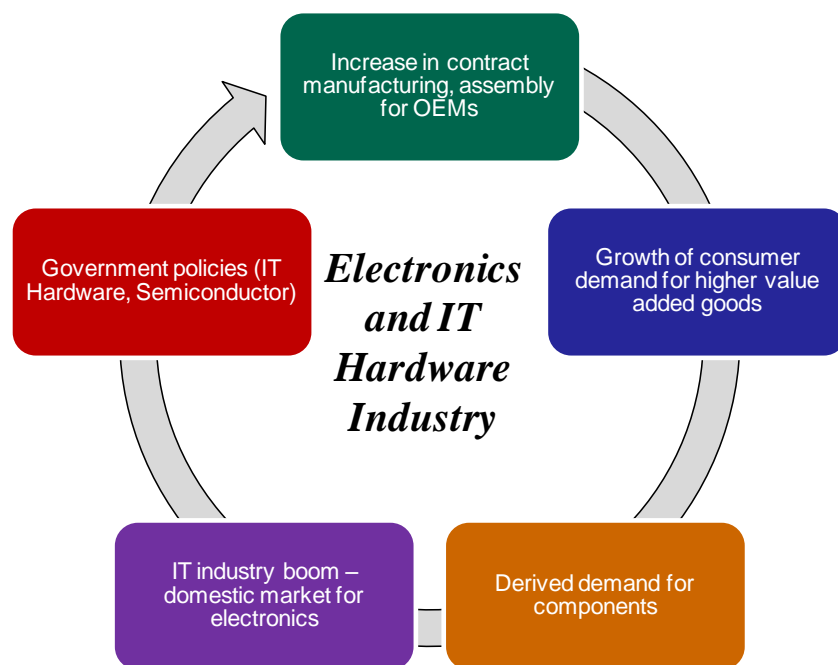 Increase in contract
manufacturing, assembly
for OEMs
Government policies (IT
Hardware, Semiconductor)
Electronics
and IT
Hardware
Industry
Growth of consumer
demand for higher value
added goods
IT industry boom –
domestic market for
electronics
Derived demand for
components